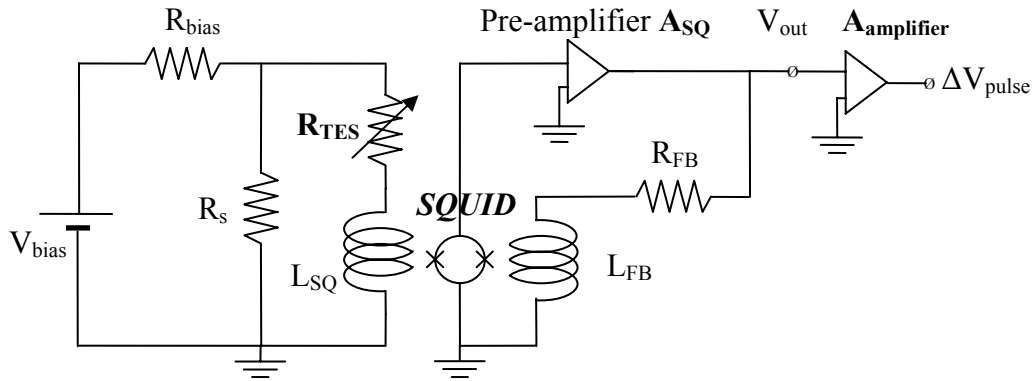 Pre-amplifier A_SQ
V_out
A_amplifier
R_bias
ΔV_pulse
R_TES
R_FB
SQUID
R_s
V_bias
L_SQ
L_FB